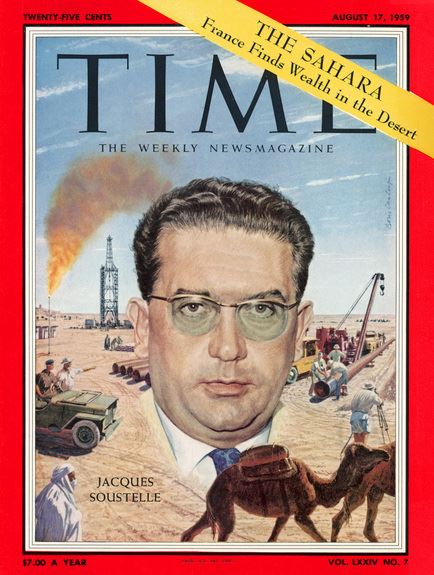 TWENTY-FIVE CENTS
AUGUST 17, 1959
THE SAHARA
France Finds Wealth in the Desert
TIME
THE WEEKLY NEWSMAGAZINE
JACQUES
SOUSTELLE
$7.00 A YEAR
VOL. LXXIV NO. 7